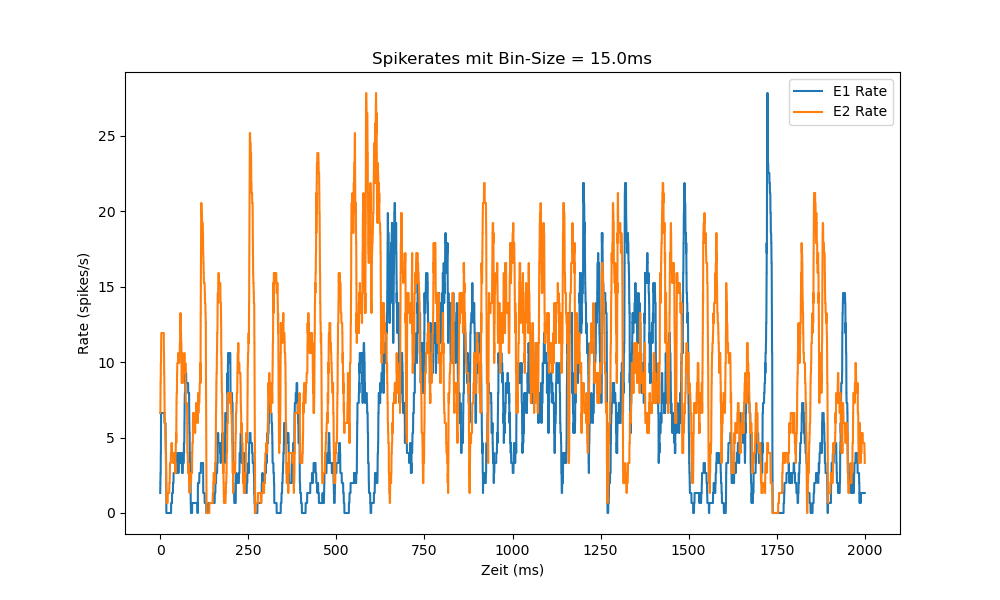 Spikerates mit Bin-Size = 15.0ms
E1 Rate
E2 Rate
Rate (spikes/s)
25
20
15
10
5
0
0 250 500 750 1000 1250 1500 1750 2000
Zeit (ms)